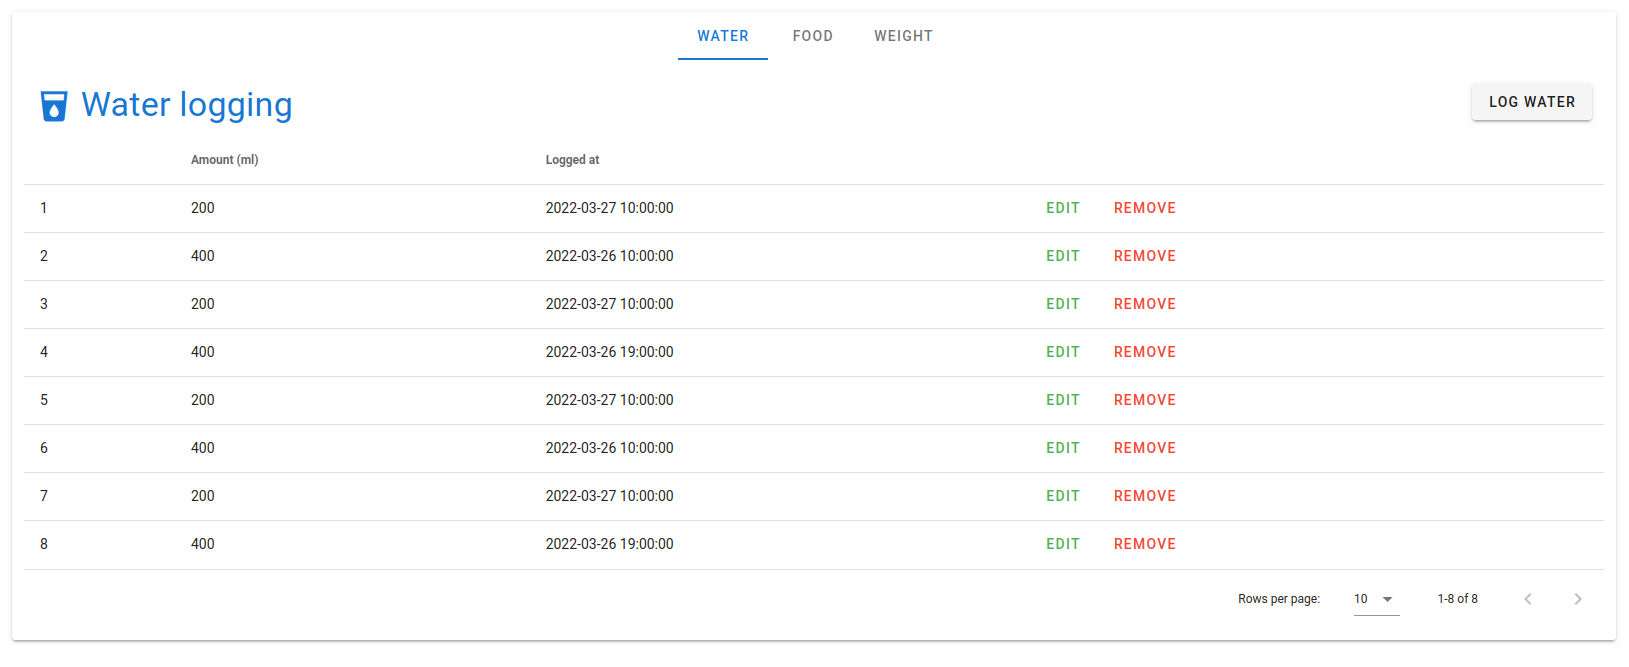 WATER FOOD WEIGHT
Water logging
LOG WATER
Amount (ml) Logged at
1 200 2022-03-27 10:00:00 EDIT REMOVE
2 400 2022-03-26 10:00:00 EDIT REMOVE
3 200 2022-03-27 10:00:00 EDIT REMOVE
4 400 2022-03-26 19:00:00 EDIT REMOVE
5 200 2022-03-27 10:00:00 EDIT REMOVE
6 400 2022-03-26 10:00:00 EDIT REMOVE
7 200 2022-03-27 10:00:00 EDIT REMOVE
8 400 2022-03-26 19:00:00 EDIT REMOVE
Rows per page: 10 1-8 of 8